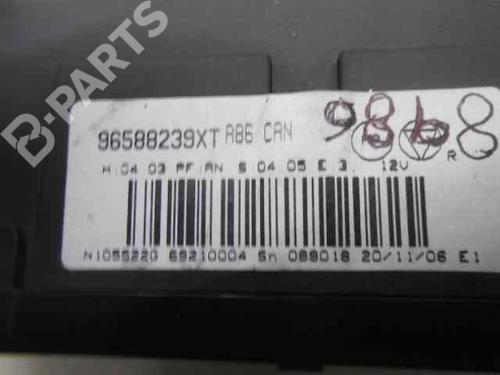 B-PARTS
96588239XT A86 CAN
9868
R
H 04 03 PF/AN S 04 05 E 3. 12V
N1055220 69210004 Sn 089018 20/11/06 E1